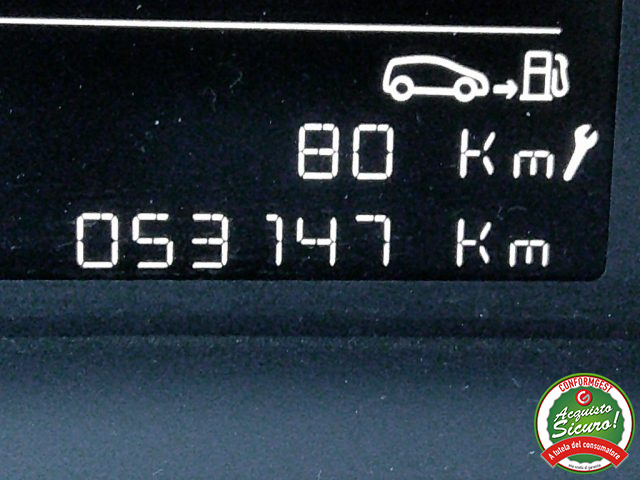 80 Km
053147 Km
CONFORMGEST
Acquisto
Sicuro!
A tutela del consumatore